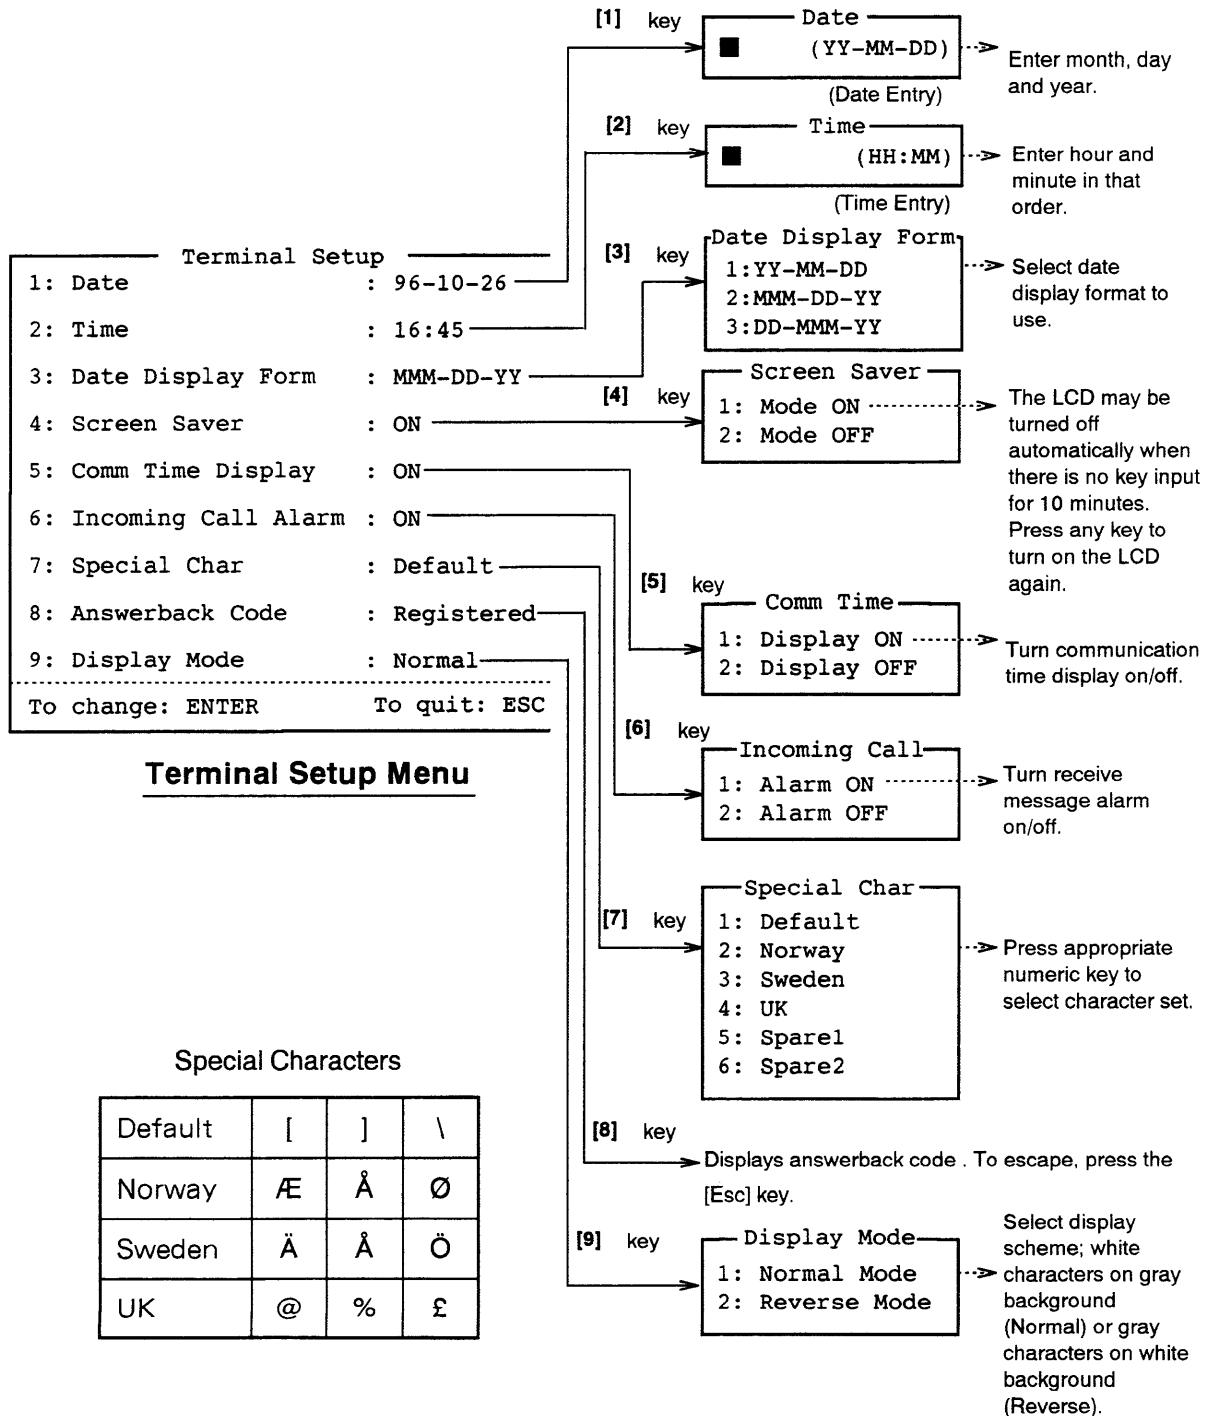 [1] key
Date
(YY-MM-DD)
(Date Entry)
Enter month, day
and year.
[2] key
Time
(HH:MM)
(Time Entry)
Enter hour and
minute in that
order.
Terminal Setup
1: Date : 96-10-26
2: Time : 16:45
3: Date Display Form : MMM-DD-YY
4: Screen Saver : ON
5: Comm Time Display : ON
6: Incoming Call Alarm : ON
7: Special Char : Default
8: Answerback Code : Registered
9: Display Mode : Normal
To change: ENTER To quit: ESC
Terminal Setup Menu
[3] key
Date Display Form
1:YY-MM-DD
2:MMM-DD-YY
3:DD-MMM-YY
Select date
display format to
use.
[4] key
Screen Saver
1: Mode ON
2: Mode OFF
The LCD may be
turned off
automatically when
there is no key input
for 10 minutes.
Press any key to
turn on the LCD
again.
[5] key
Comm Time
1: Display ON
2: Display OFF
Turn communication
time display on/off.
[6] key
Incoming Call
1: Alarm ON
2: Alarm OFF
Turn receive
message alarm
on/off.
[7] key
Special Char
1: Default
2: Norway
3: Sweden
4: UK
5: Spare1
6: Spare2
Press appropriate
numeric key to
select character set.
Special Characters
Default [ ] \
Norway Æ Å Ø
Sweden Ä Å Ö
UK @ % £
[8] key
Displays answerback code . To escape, press the
[Esc] key.
[9] key
Display Mode
1: Normal Mode
2: Reverse Mode
Select display
scheme; white
characters on gray
background
(Normal) or gray
characters on white
background
(Reverse).